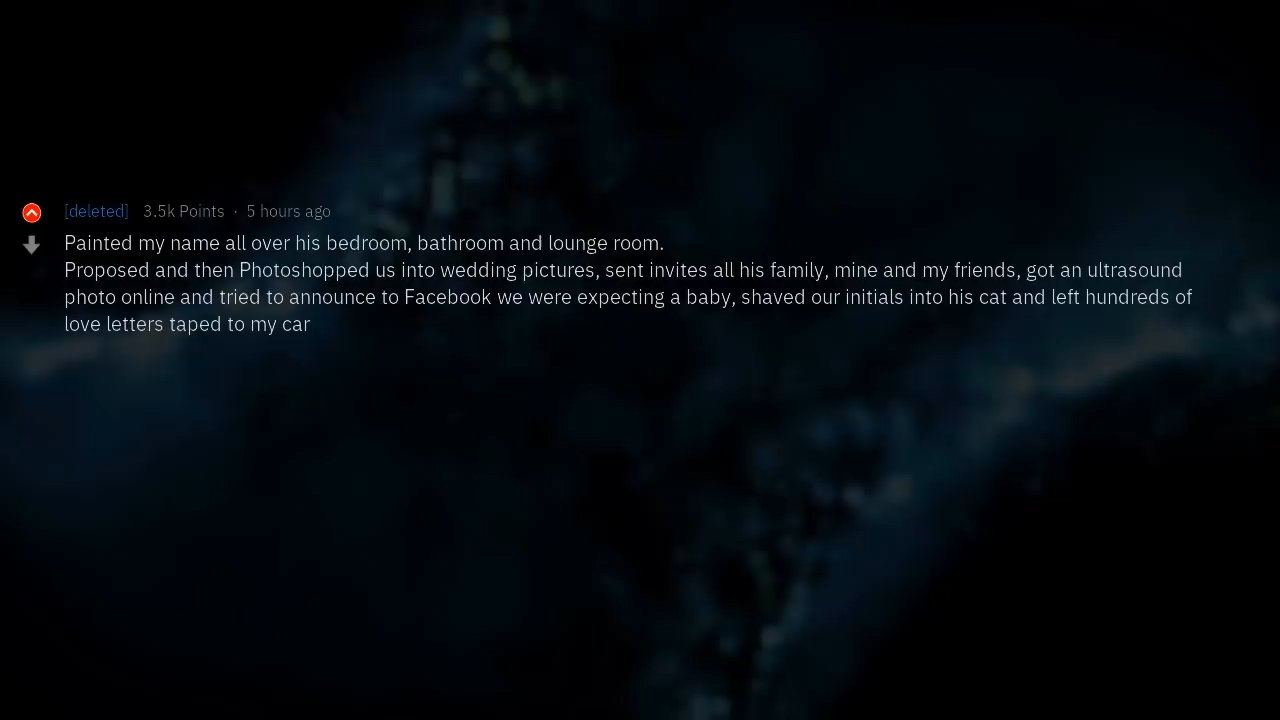 [deleted] 3.5k Points · 5 hours ago
Painted my name all over his bedroom, bathroom and lounge room.
Proposed and then Photoshopped us into wedding pictures, sent invites all his family, mine and my friends, got an ultrasound
photo online and tried to announce to Facebook we were expecting a baby, shaved our initials into his cat and left hundreds of
love letters taped to my car